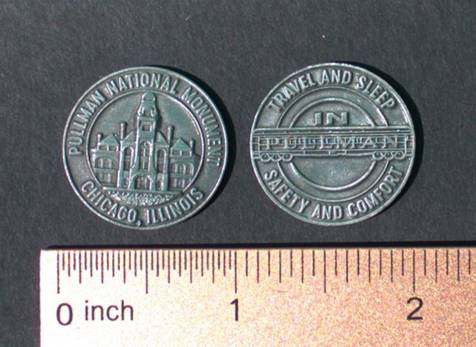 PULLMAN NATIONAL MONUMENT
CHICAGO, ILLINOIS
TRAVEL AND SLEEP
IN
PULLMAN
SAFETY AND COMFORT
0 inch 1 2